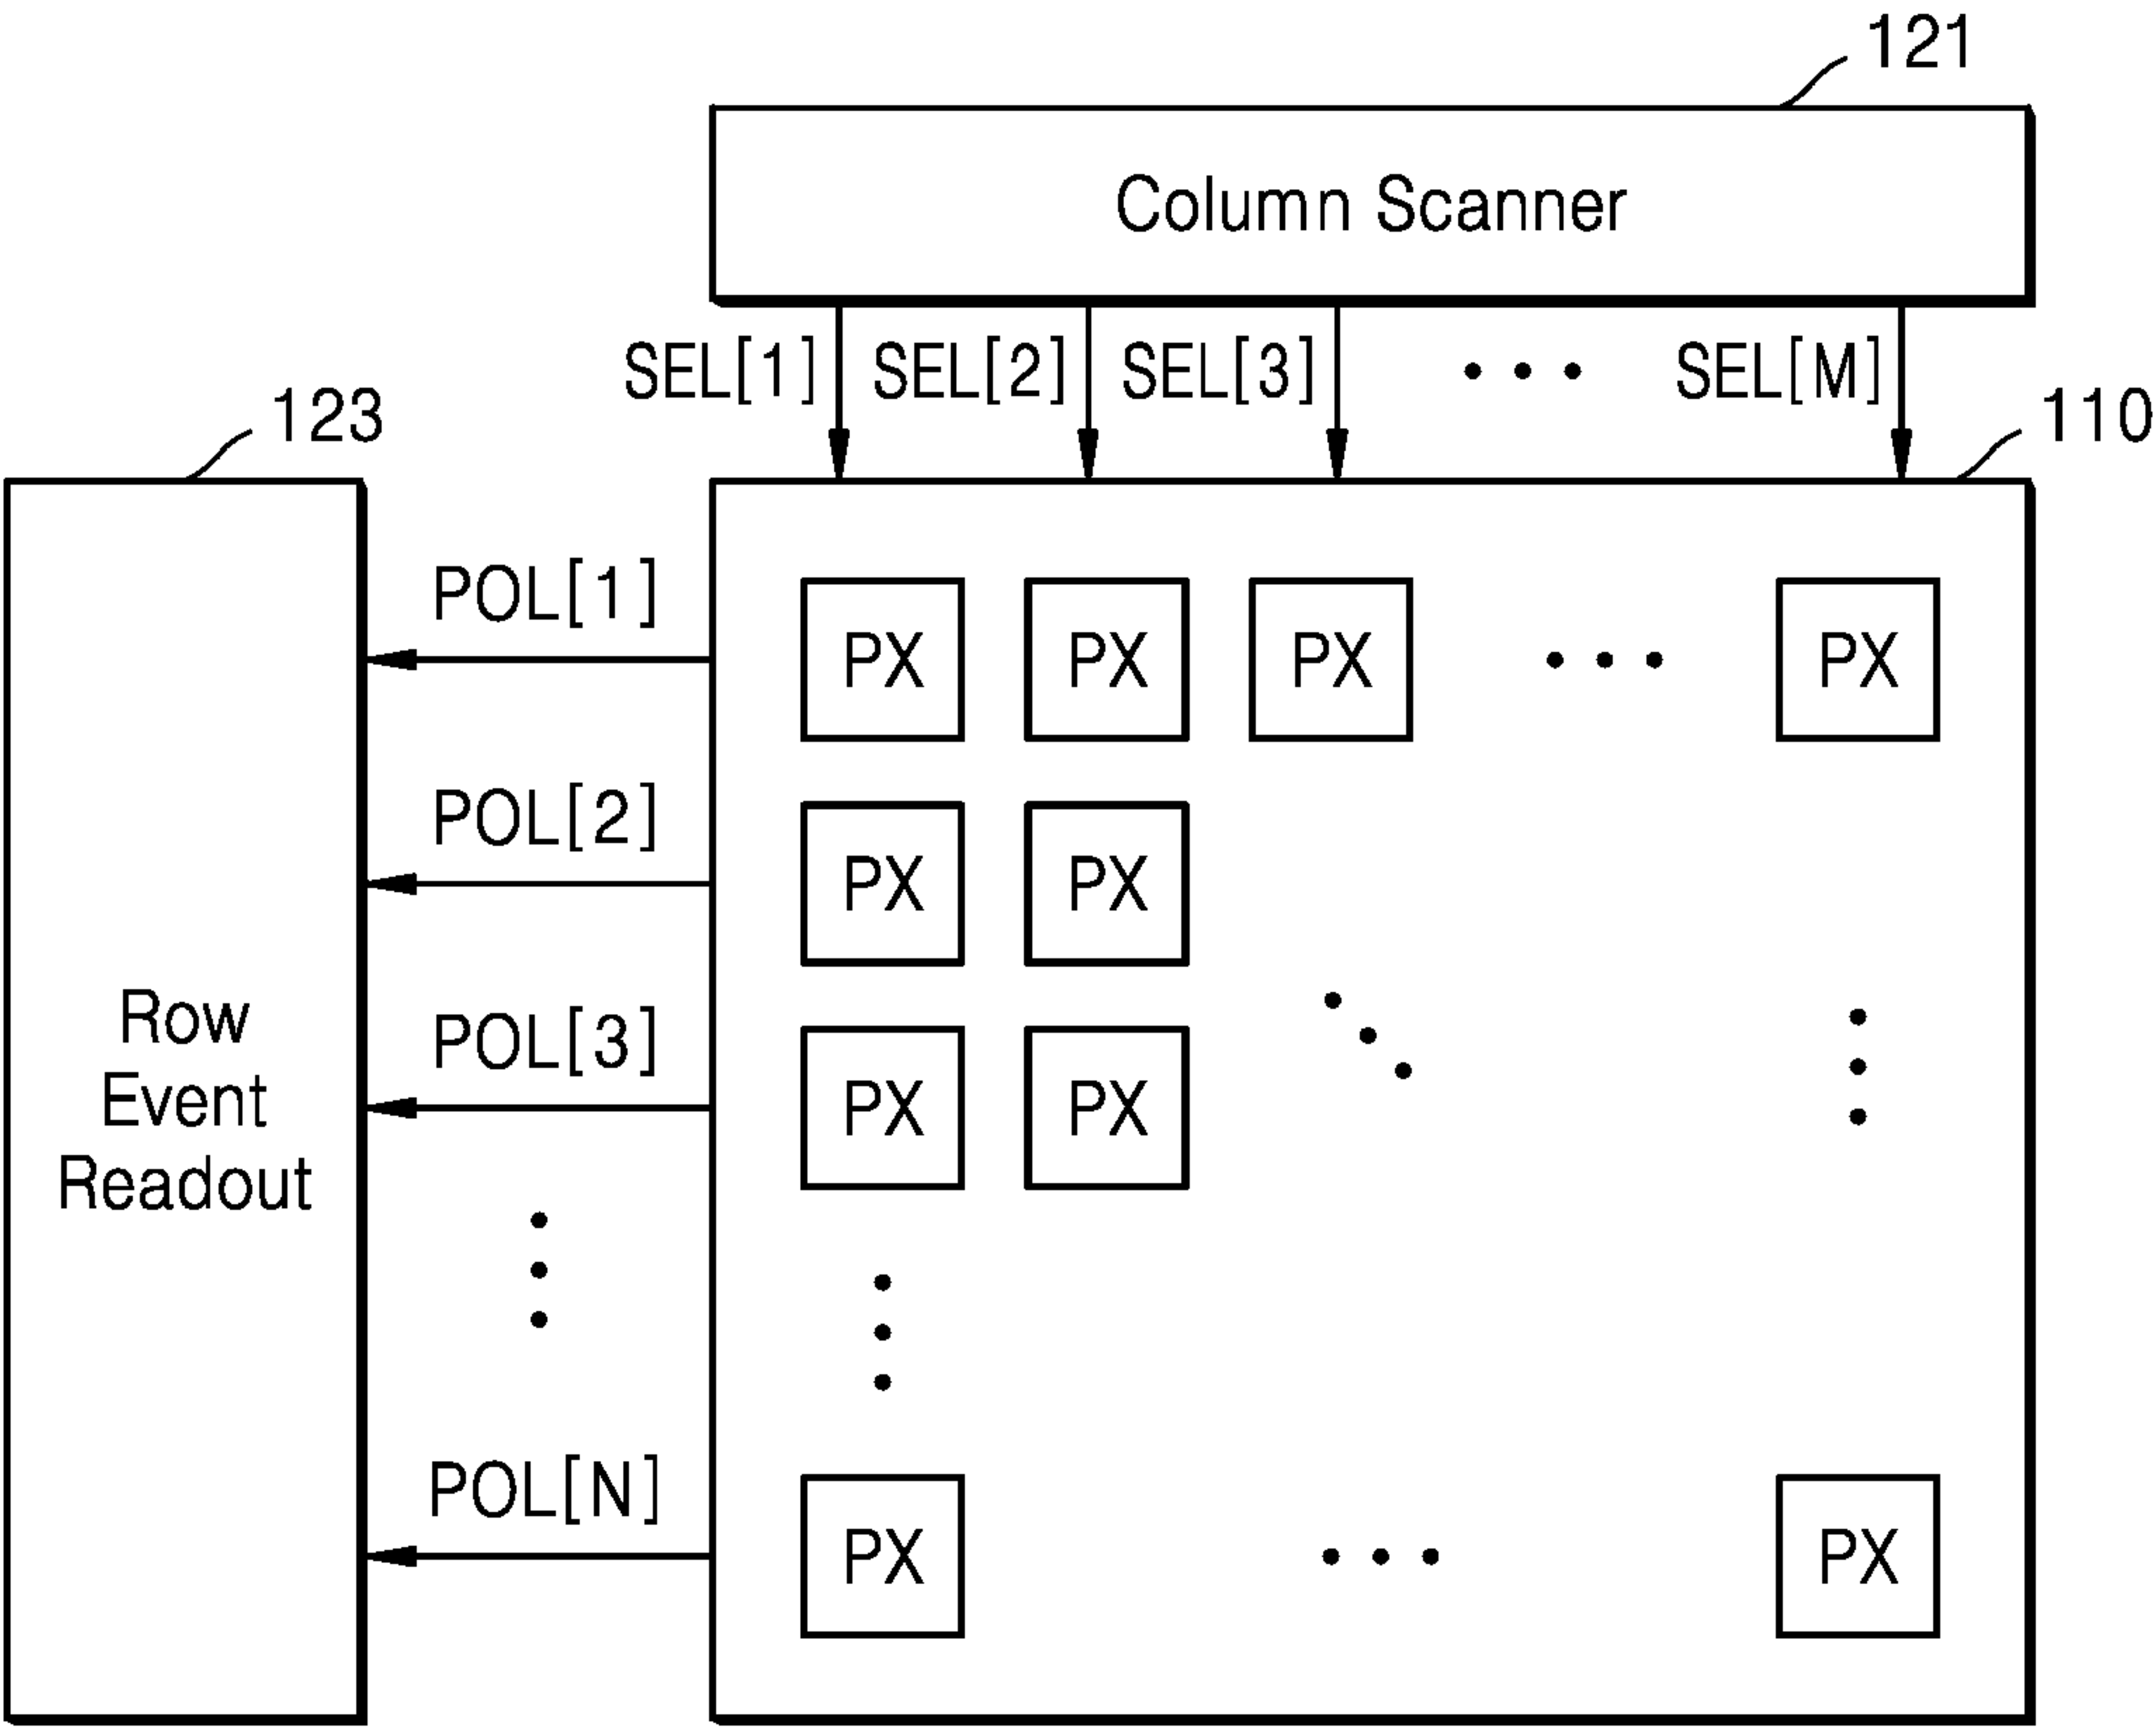 121
Column Scanner
SEL[1] SEL[2] SEL[3] • • • SEL[M]
123
110
POL[1]
PX PX PX • • • PX
POL[2]
PX PX
POL[3]
PX PX
Row
Event
Readout
POL[N]
PX • • • PX